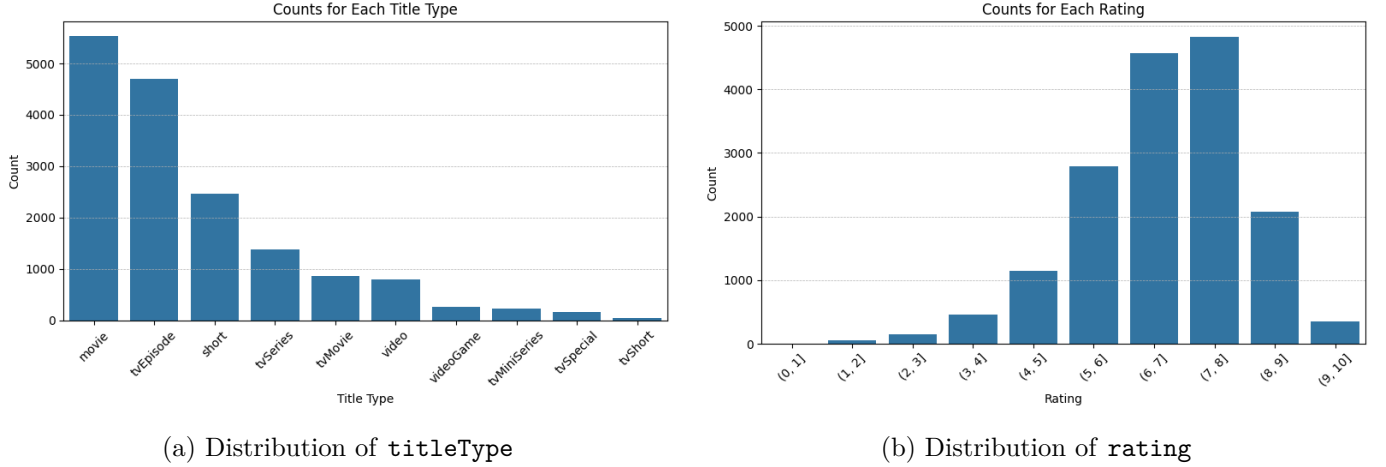 Counts for Each Title Type
5000
4000
3000
2000
1000
0
Count
movie
tvEpisode
short
tvSeries
tvMovie
video
videoGame
tvMiniSeries
tvSpecial
tvShort
Title Type
(a) Distribution of titleType
Counts for Each Rating
5000
4000
3000
2000
1000
0
Count
(0, 1]
(1, 2]
(2, 3]
(3, 4]
(4, 5]
(5, 6]
(6, 7]
(7, 8]
(8, 9]
(9, 10]
Rating
(b) Distribution of rating